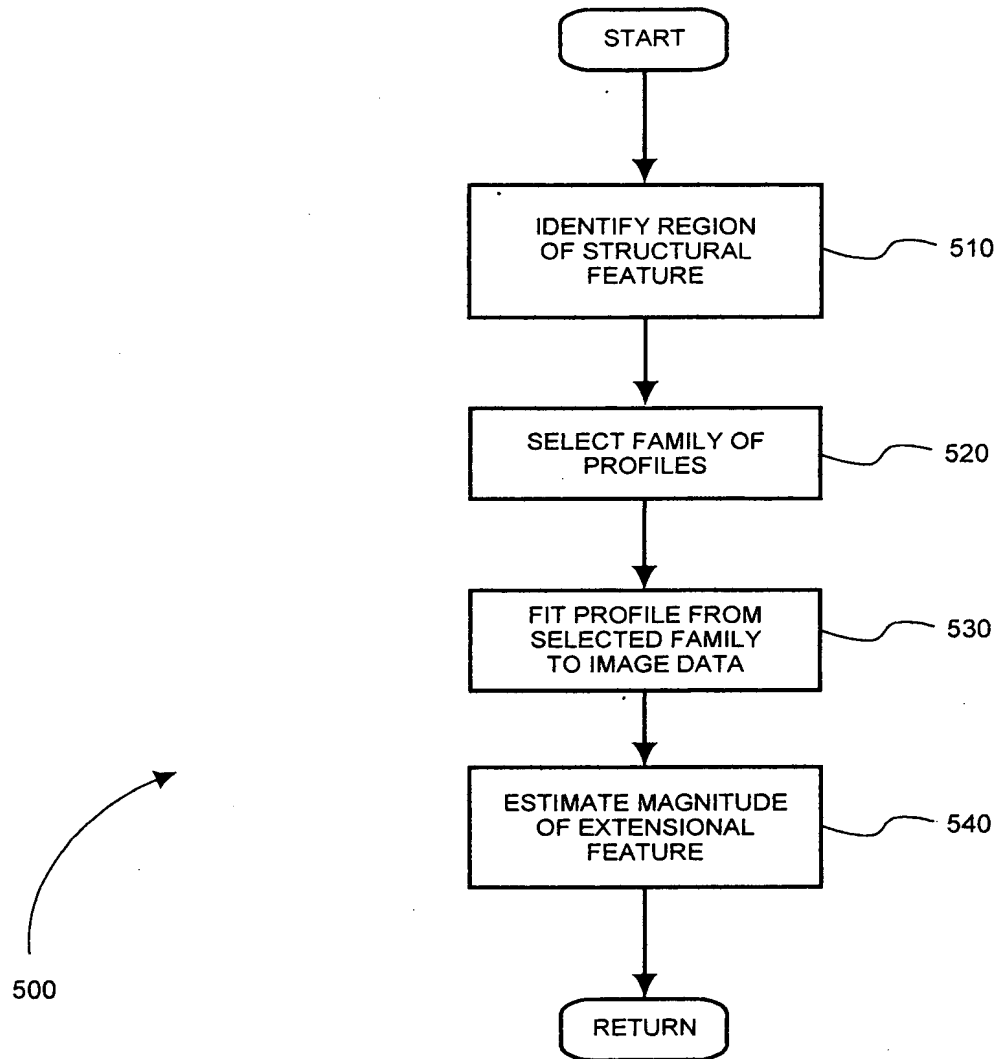 START
IDENTIFY REGION
OF STRUCTURAL
FEATURE
510
SELECT FAMILY OF
PROFILES
520
FIT PROFILE FROM
SELECTED FAMILY
TO IMAGE DATA
530
ESTIMATE MAGNITUDE
OF EXTENSIONAL
FEATURE
540
500
RETURN